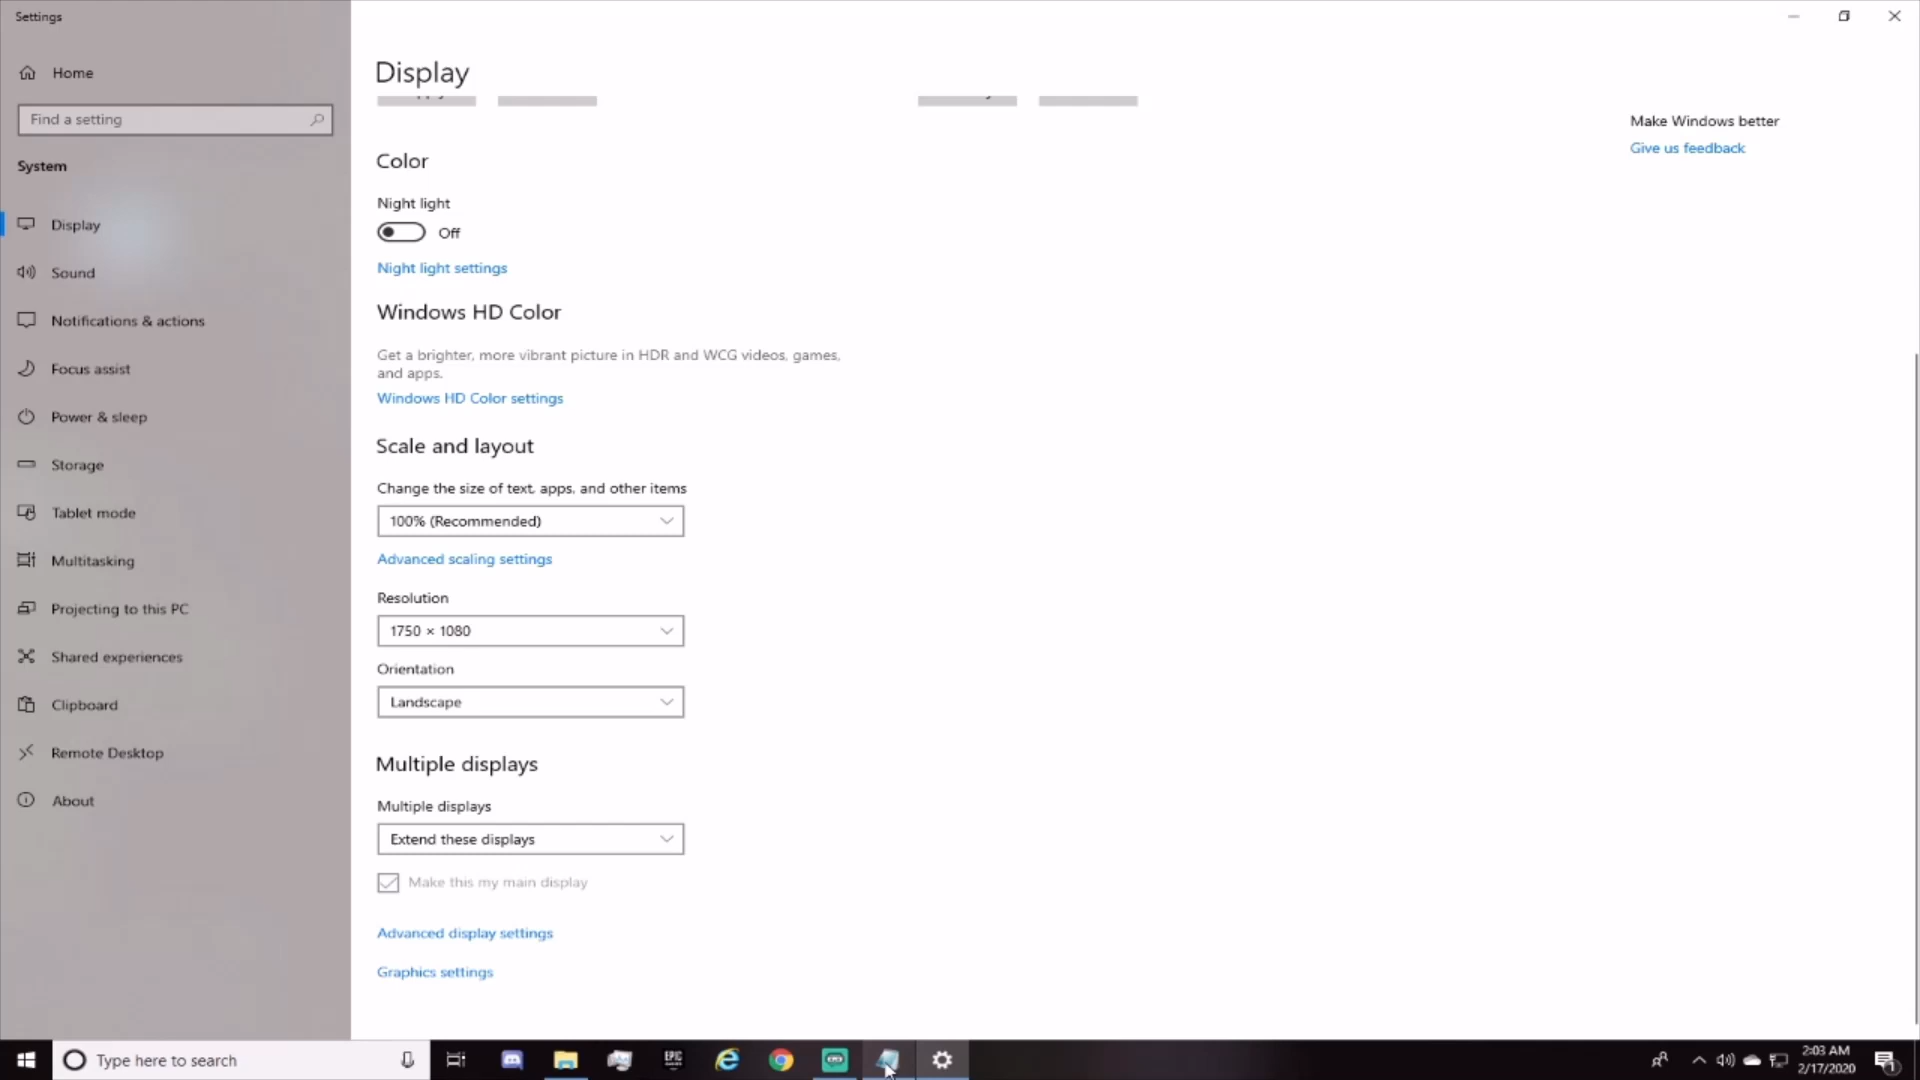 Settings
Home
Find a setting
System
Display
Sound
Notifications & actions
Focus assist
Power & sleep
Storage
Tablet mode
Multitasking
Projecting to this PC
Shared experiences
Clipboard
Remote Desktop
About
Display
Color
Night light
Off
Night light settings
Windows HD Color
Get a brighter, more vibrant picture in HDR and WCG videos, games,
and apps.
Windows HD Color settings
Scale and layout
Change the size of text, apps, and other items
100% (Recommended)
Advanced scaling settings
Resolution
1750 × 1080
Orientation
Landscape
Multiple displays
Multiple displays
Extend these displays
Make this my main display
Advanced display settings
Graphics settings
Make Windows better
Give us feedback
Type here to search
EPIC
2:03 AM
2/17/2020
1